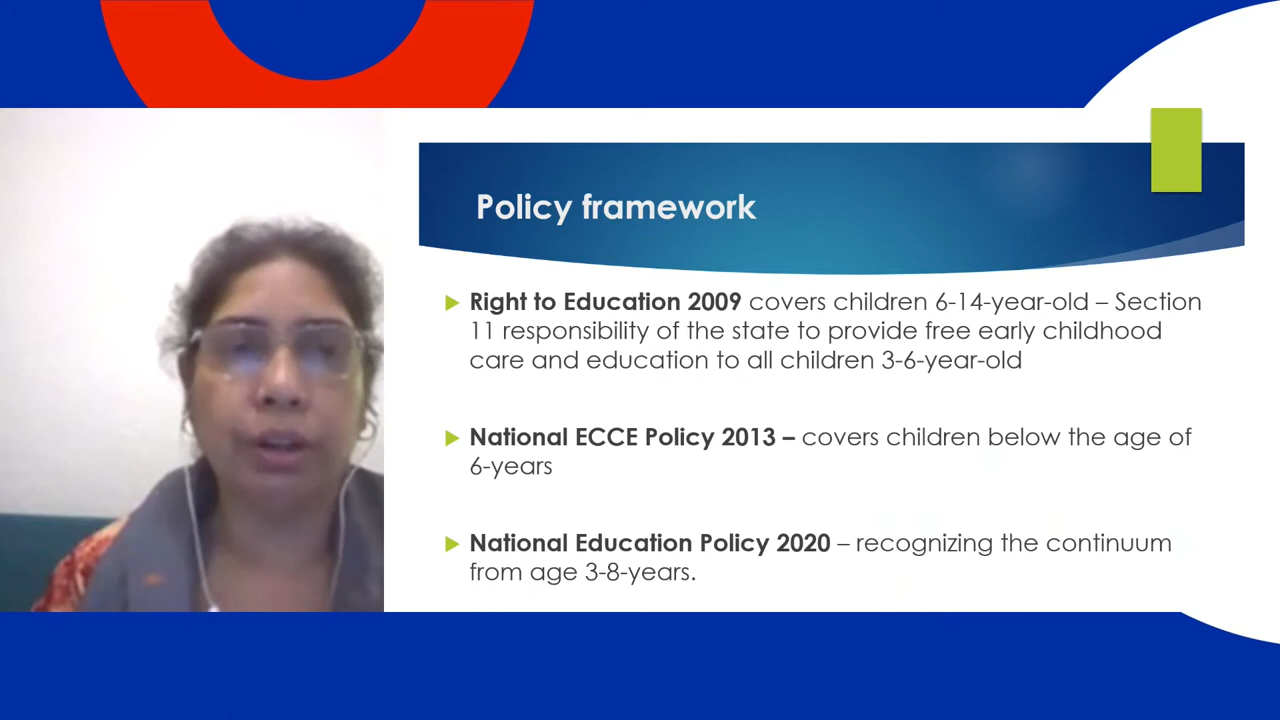 Policy framework
Right to Education 2009 covers children 6-14-year-old – Section
11 responsibility of the state to provide free early childhood
care and education to all children 3-6-year-old
National ECCE Policy 2013 – covers children below the age of
6-years
National Education Policy 2020 – recognizing the continuum
from age 3-8-years.